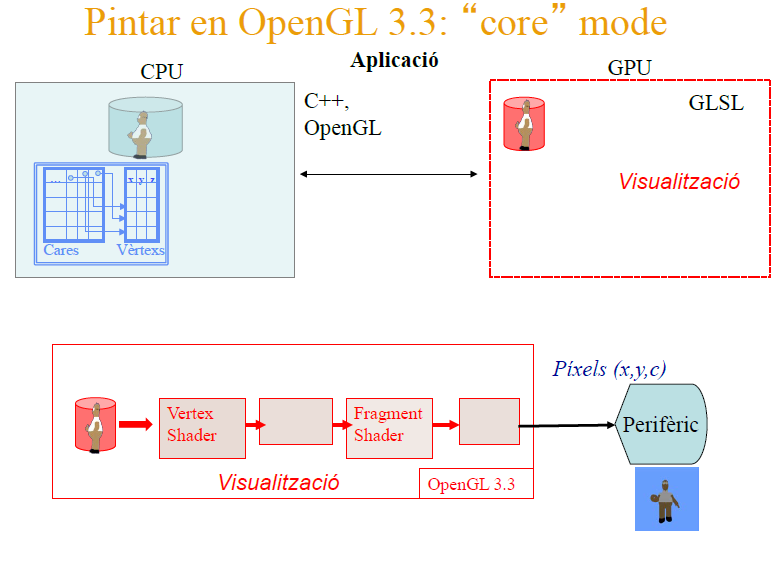 Pintar en OpenGL 3.3: “core” mode
Aplicació
CPU
GPU
C++,
OpenGL
GLSL
Visualització
...
x y z
Cares
Vèrtexs
Píxels (x,y,c)
Vertex
Shader
Fragment
Shader
Perifèric
Visualització
OpenGL 3.3